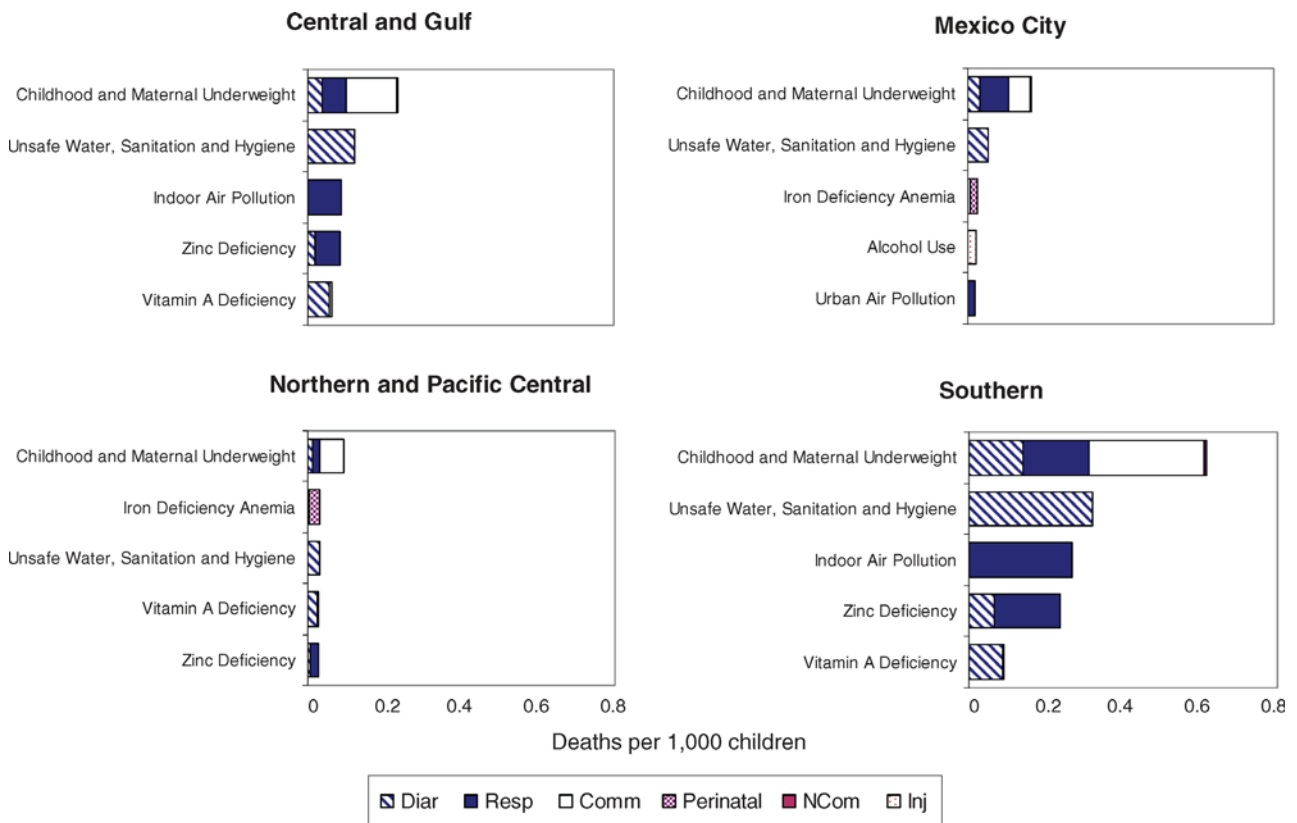 Central and Gulf
Childhood and Maternal Underweight
Unsafe Water, Sanitation and Hygiene
Indoor Air Pollution
Zinc Deficiency
Vitamin A Deficiency
Mexico City
Childhood and Maternal Underweight
Unsafe Water, Sanitation and Hygiene
Iron Deficiency Anemia
Alcohol Use
Urban Air Pollution
Northern and Pacific Central
Childhood and Maternal Underweight
Iron Deficiency Anemia
Unsafe Water, Sanitation and Hygiene
Vitamin A Deficiency
Zinc Deficiency
0 0.2 0.4 0.6 0.8
Southern
Childhood and Maternal Underweight
Unsafe Water, Sanitation and Hygiene
Indoor Air Pollution
Zinc Deficiency
Vitamin A Deficiency
0 0.2 0.4 0.6 0.8
Deaths per 1,000 children
Diar Resp Comm Perinatal NCom Inj